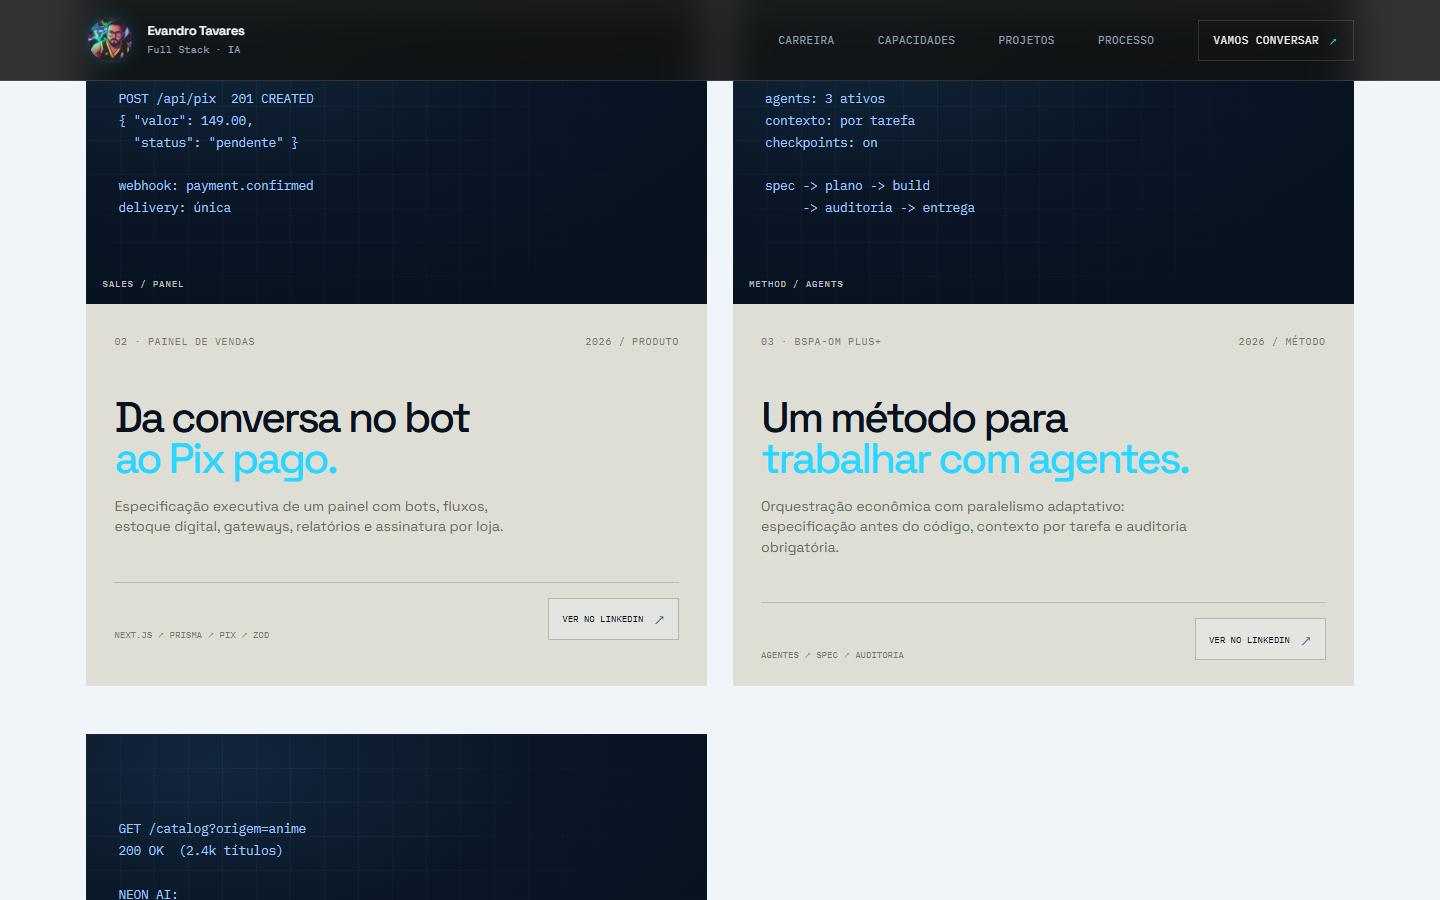 Evandro Tavares
Full Stack · IA
CARREIRA
CAPACIDADES
PROJETOS
PROCESSO
VAMOS CONVERSAR ↗
POST /api/pix  201 CREATED
{ "valor": 149.00,
"status": "pendente" }
webhook: payment.confirmed
delivery: única
SALES / PANEL
02 · PAINEL DE VENDAS
2026 / PRODUTO
Da conversa no bot
ao Pix pago.
Especificação executiva de um painel com bots, fluxos,
estoque digital, gateways, relatórios e assinatura por loja.
NEXT.JS ↗ PRISMA ↗ PIX ↗ ZOD
VER NO LINKEDIN ↗
agents: 3 ativos
contexto: por tarefa
checkpoints: on
spec -> plano -> build
-> auditoria -> entrega
METHOD / AGENTS
03 · BSPA-OM PLUS+
2026 / MÉTODO
Um método para
trabalhar com agentes.
Orquestração econômica com paralelismo adaptativo:
especificação antes do código, contexto por tarefa e auditoria
obrigatória.
AGENTES ↗ SPEC ↗ AUDITORIA
VER NO LINKEDIN ↗
GET /catalog?origem=anime
200 OK  (2.4k títulos)
NEON AI: